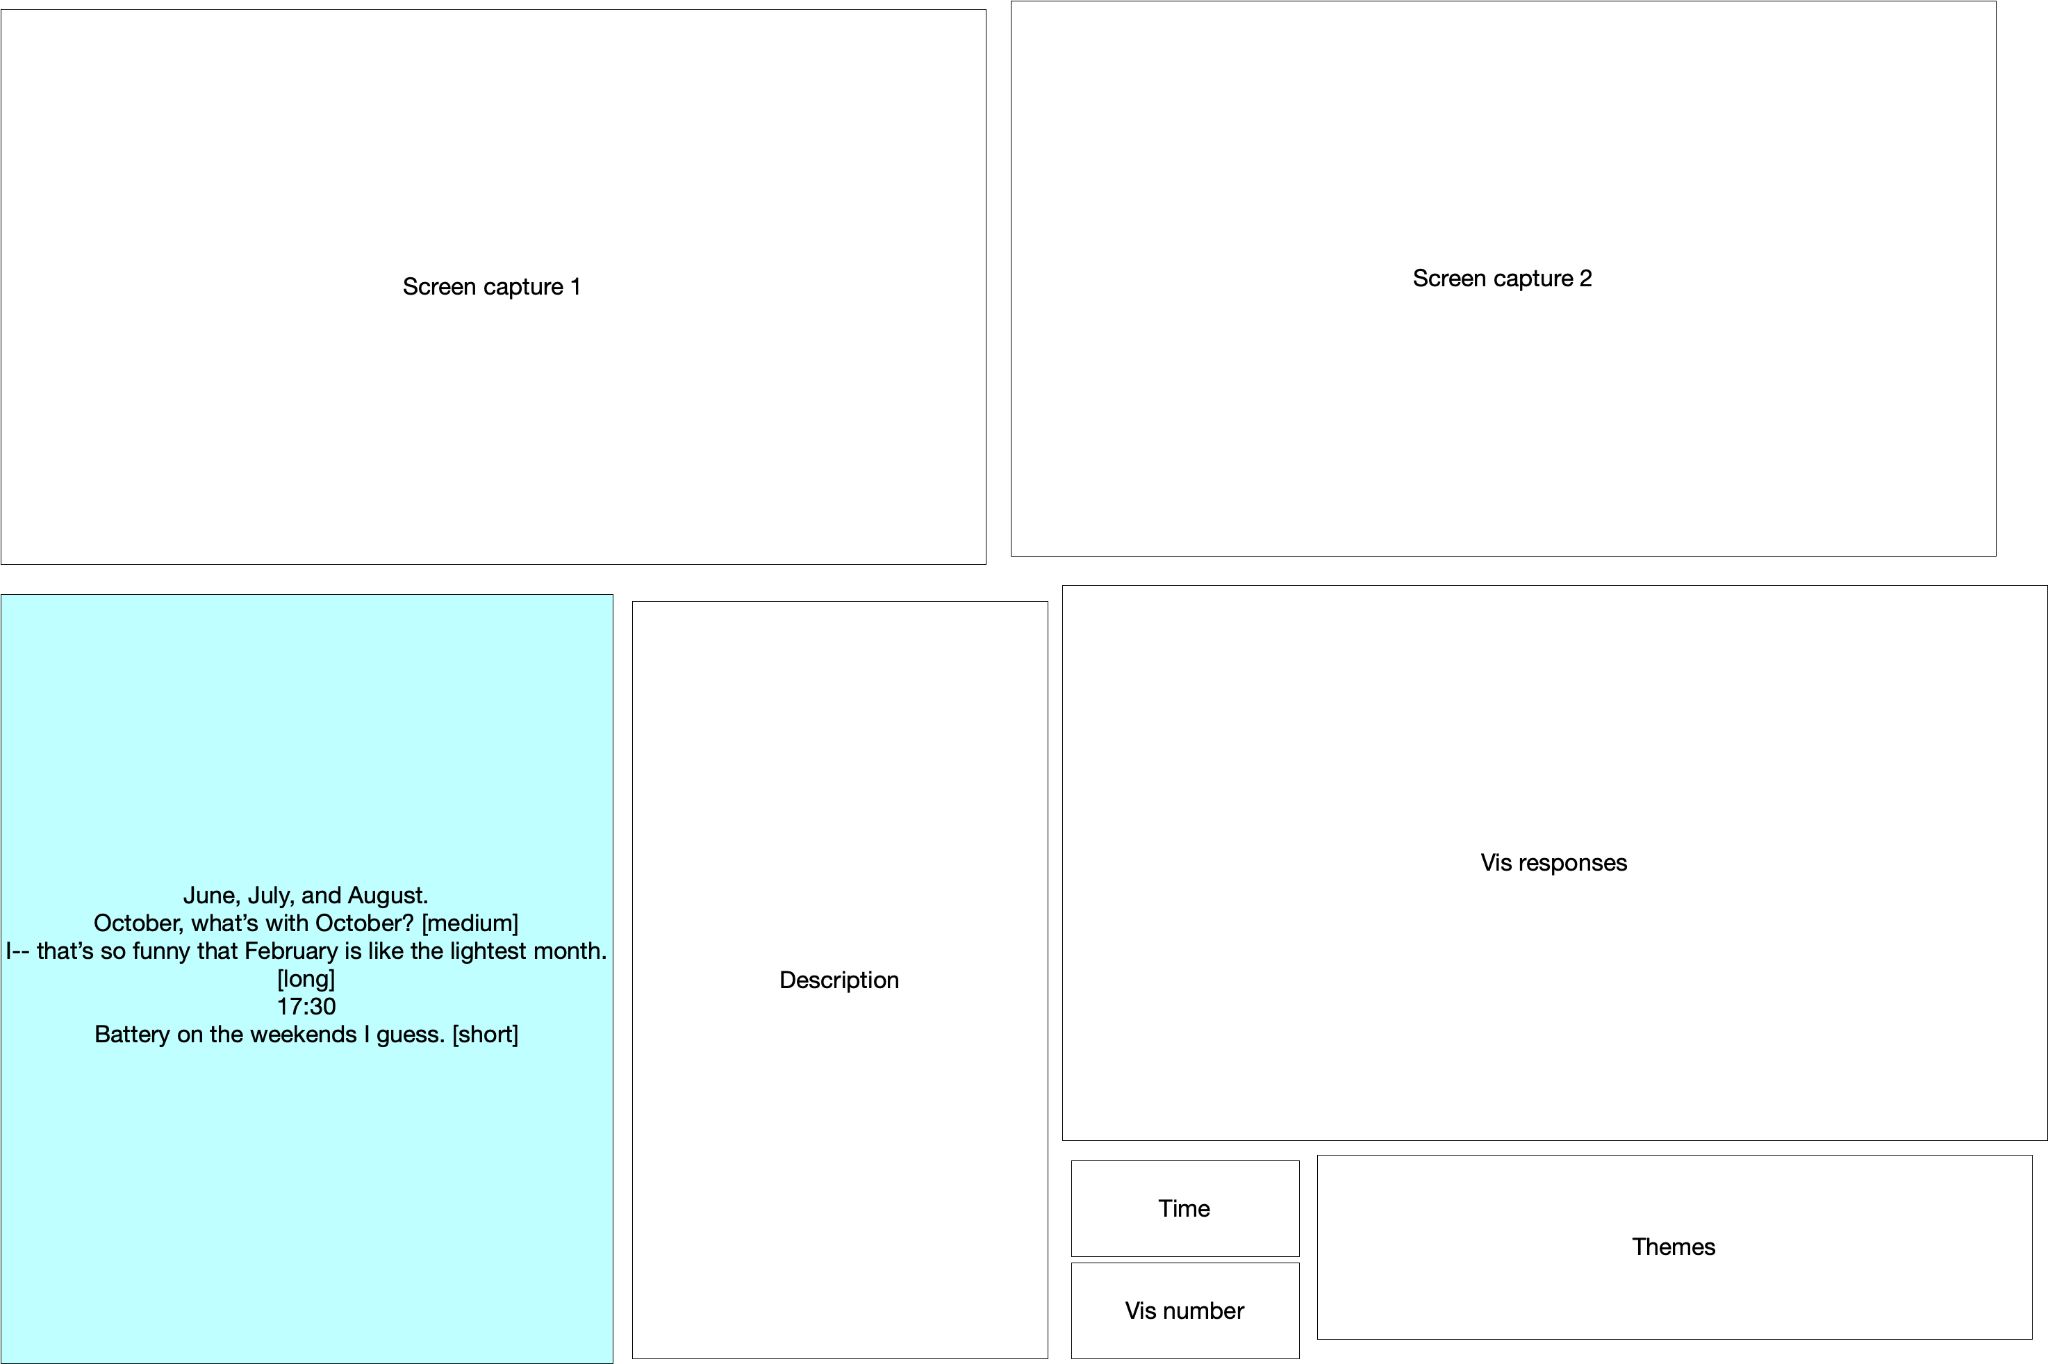 Screen capture 1
Screen capture 2
June, July, and August.
October, what’s with October? [medium]
I-- that’s so funny that February is like the lightest month.
[long]
17:30
Battery on the weekends I guess. [short]
Description
Vis responses
Time
Vis number
Themes